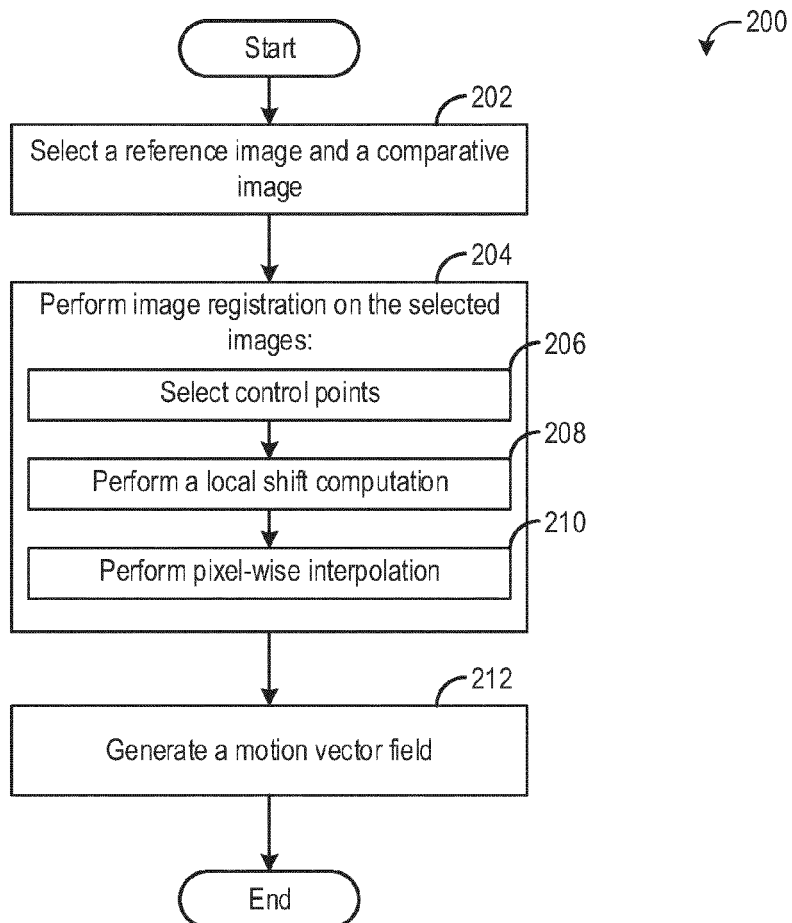 200
Start
202
Select a reference image and a comparative
image
204
Perform image registration on the selected
images:
206
Select control points
208
Perform a local shift computation
210
Perform pixel-wise interpolation
212
Generate a motion vector field
End